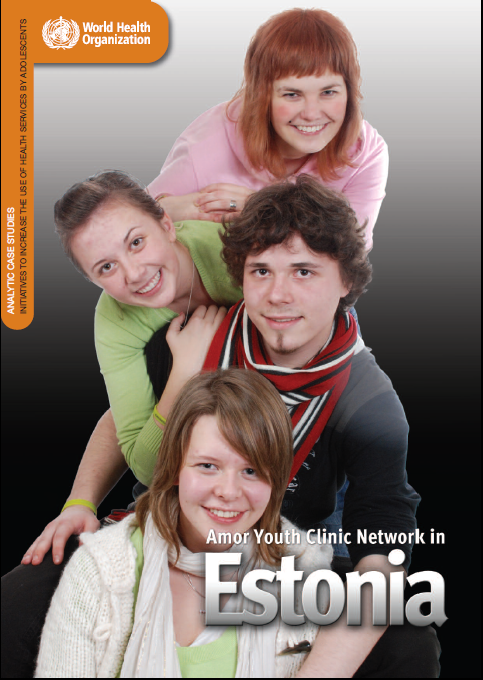 World Health
Organization
ANALYTIC CASE STUDIES
INITIATIVES TO INCREASE THE USE OF HEALTH SERVICES BY ADOLESCENTS
Amor Youth Clinic Network in
Estonia